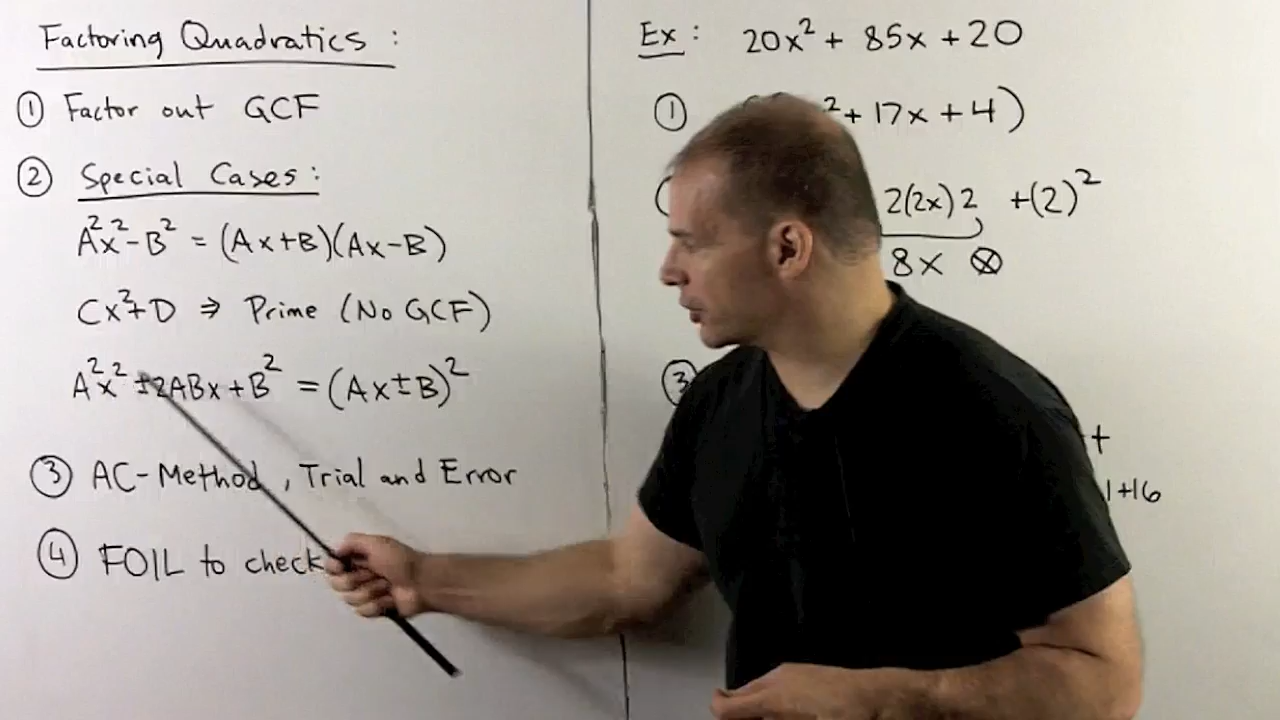 Factoring Quadratics :
① Factor out GCF
② Special Cases :
A²x² - B² = (Ax+B)(Ax-B)
Cx²+D ⇒ Prime (No GCF)
A²x² ±2ABx + B² = (Ax±B)²
③ AC-Method, Trial and Error
④ FOIL to check
Ex : 20x² + 85x + 20
① ² + 17x + 4)
2(2x)2 + (2)²
8x ⊗
③
+
1+16